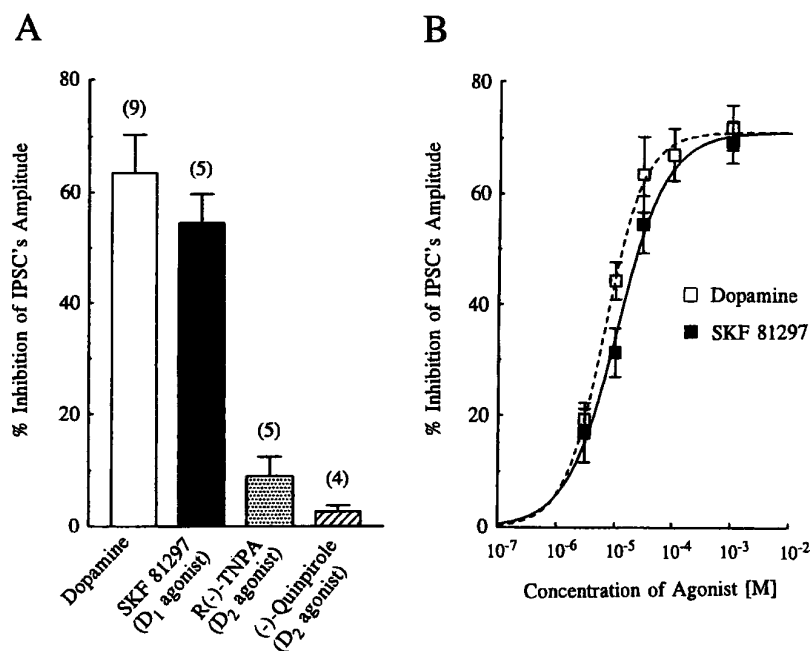 A
% Inhibition of IPSC's Amplitude
80
60
40
20
0
(9)
(5)
(5)
(4)
Dopamine
SKF 81297
(D₁ agonist)
R(-)-TNPA
(D₂ agonist)
(-)-Quinpirole
(D₂ agonist)
B
% Inhibition of IPSC's Amplitude
80
60
40
20
0
Dopamine
SKF 81297
10⁻⁷ 10⁻⁶ 10⁻⁵ 10⁻⁴ 10⁻³ 10⁻²
Concentration of Agonist [M]